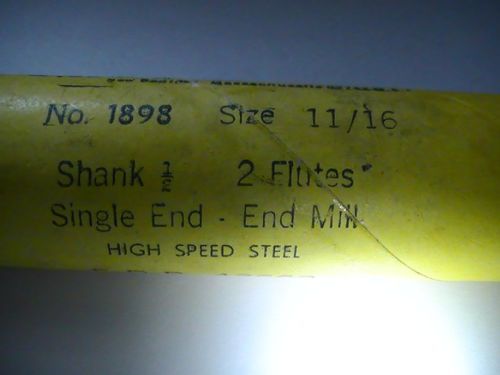 No. 1898 Size 11/16
Shank ½ 2 Flutes
Single End - End Mill
HIGH SPEED STEEL